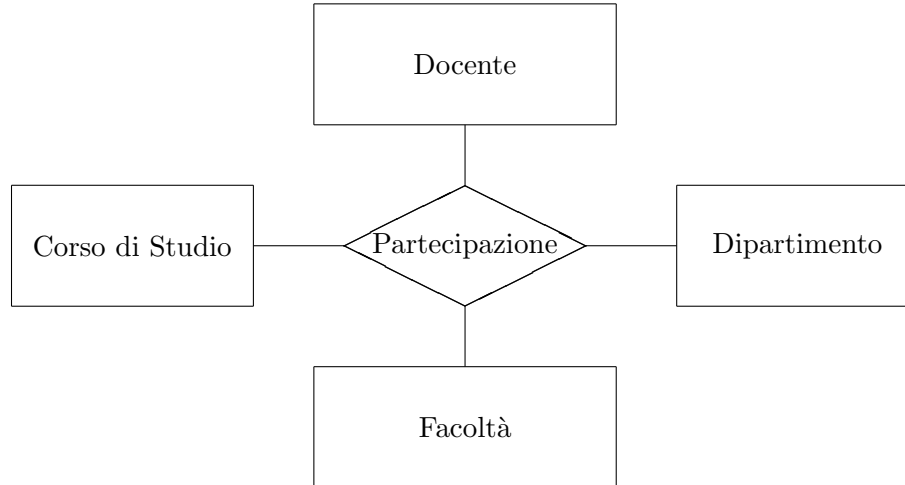 Docente
Corso di Studio
Partecipazione
Dipartimento
Facoltà